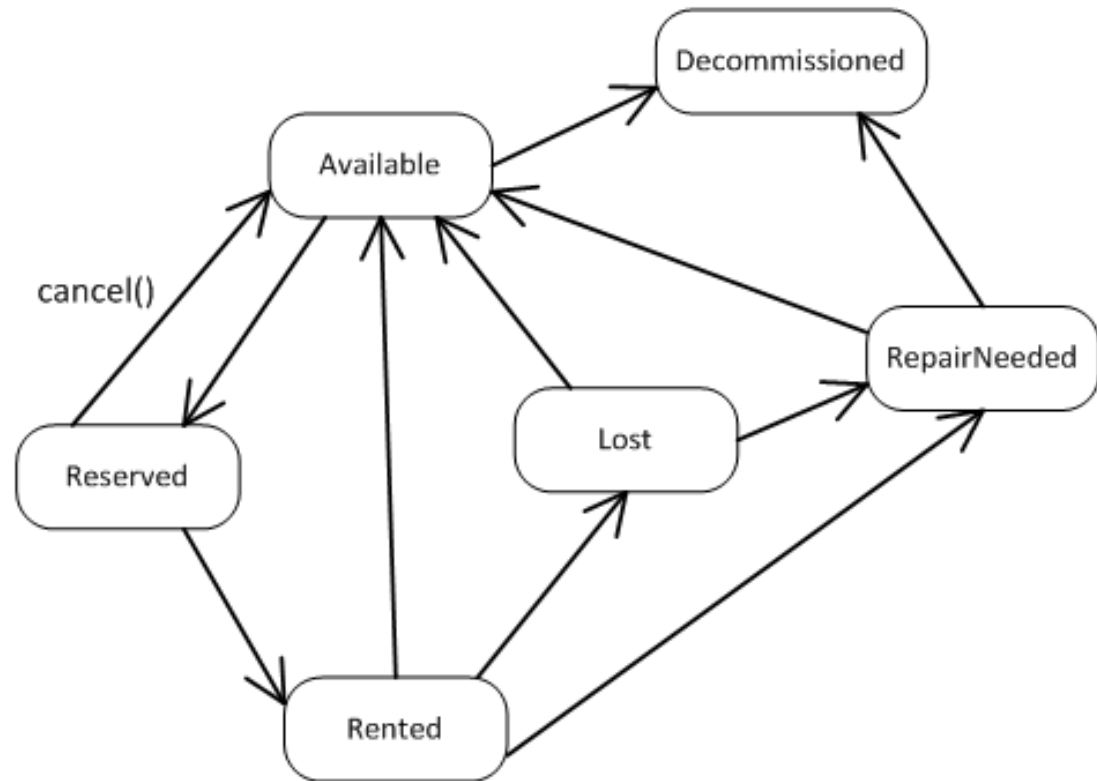 Decommissioned
Available
cancel()
RepairNeeded
Lost
Reserved
Rented